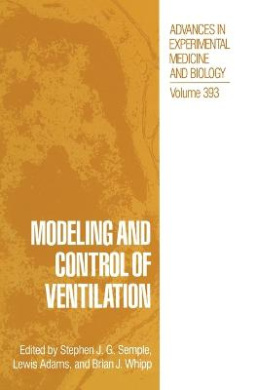 ADVANCES IN
EXPERIMENTAL
MEDICINE
AND BIOLOGY
Volume 393
MODELING AND
CONTROL OF
VENTILATION
Edited by Stephen J. G. Semple,
Lewis Adams, and Brian J. Whipp